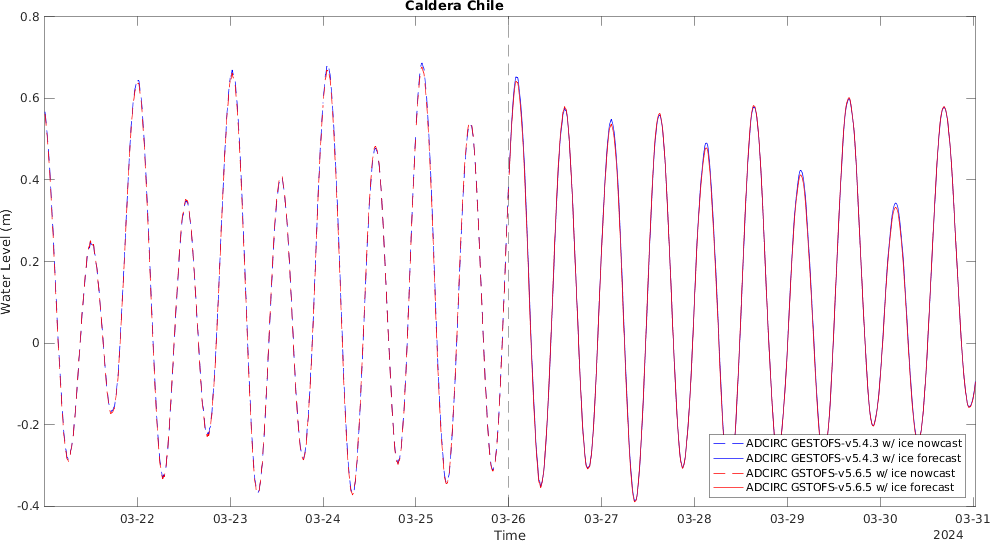 Caldera Chile
0.8
0.6
0.4
0.2
0
-0.2
-0.4
Water Level (m)
03-22
03-23
03-24
03-25
03-26
03-27
03-28
03-29
03-30
03-31
Time
2024
ADCIRC GESTOFS-v5.4.3 w/ ice nowcast
ADCIRC GESTOFS-v5.4.3 w/ ice forecast
ADCIRC GSTOFS-v5.6.5 w/ ice nowcast
ADCIRC GSTOFS-v5.6.5 w/ ice forecast